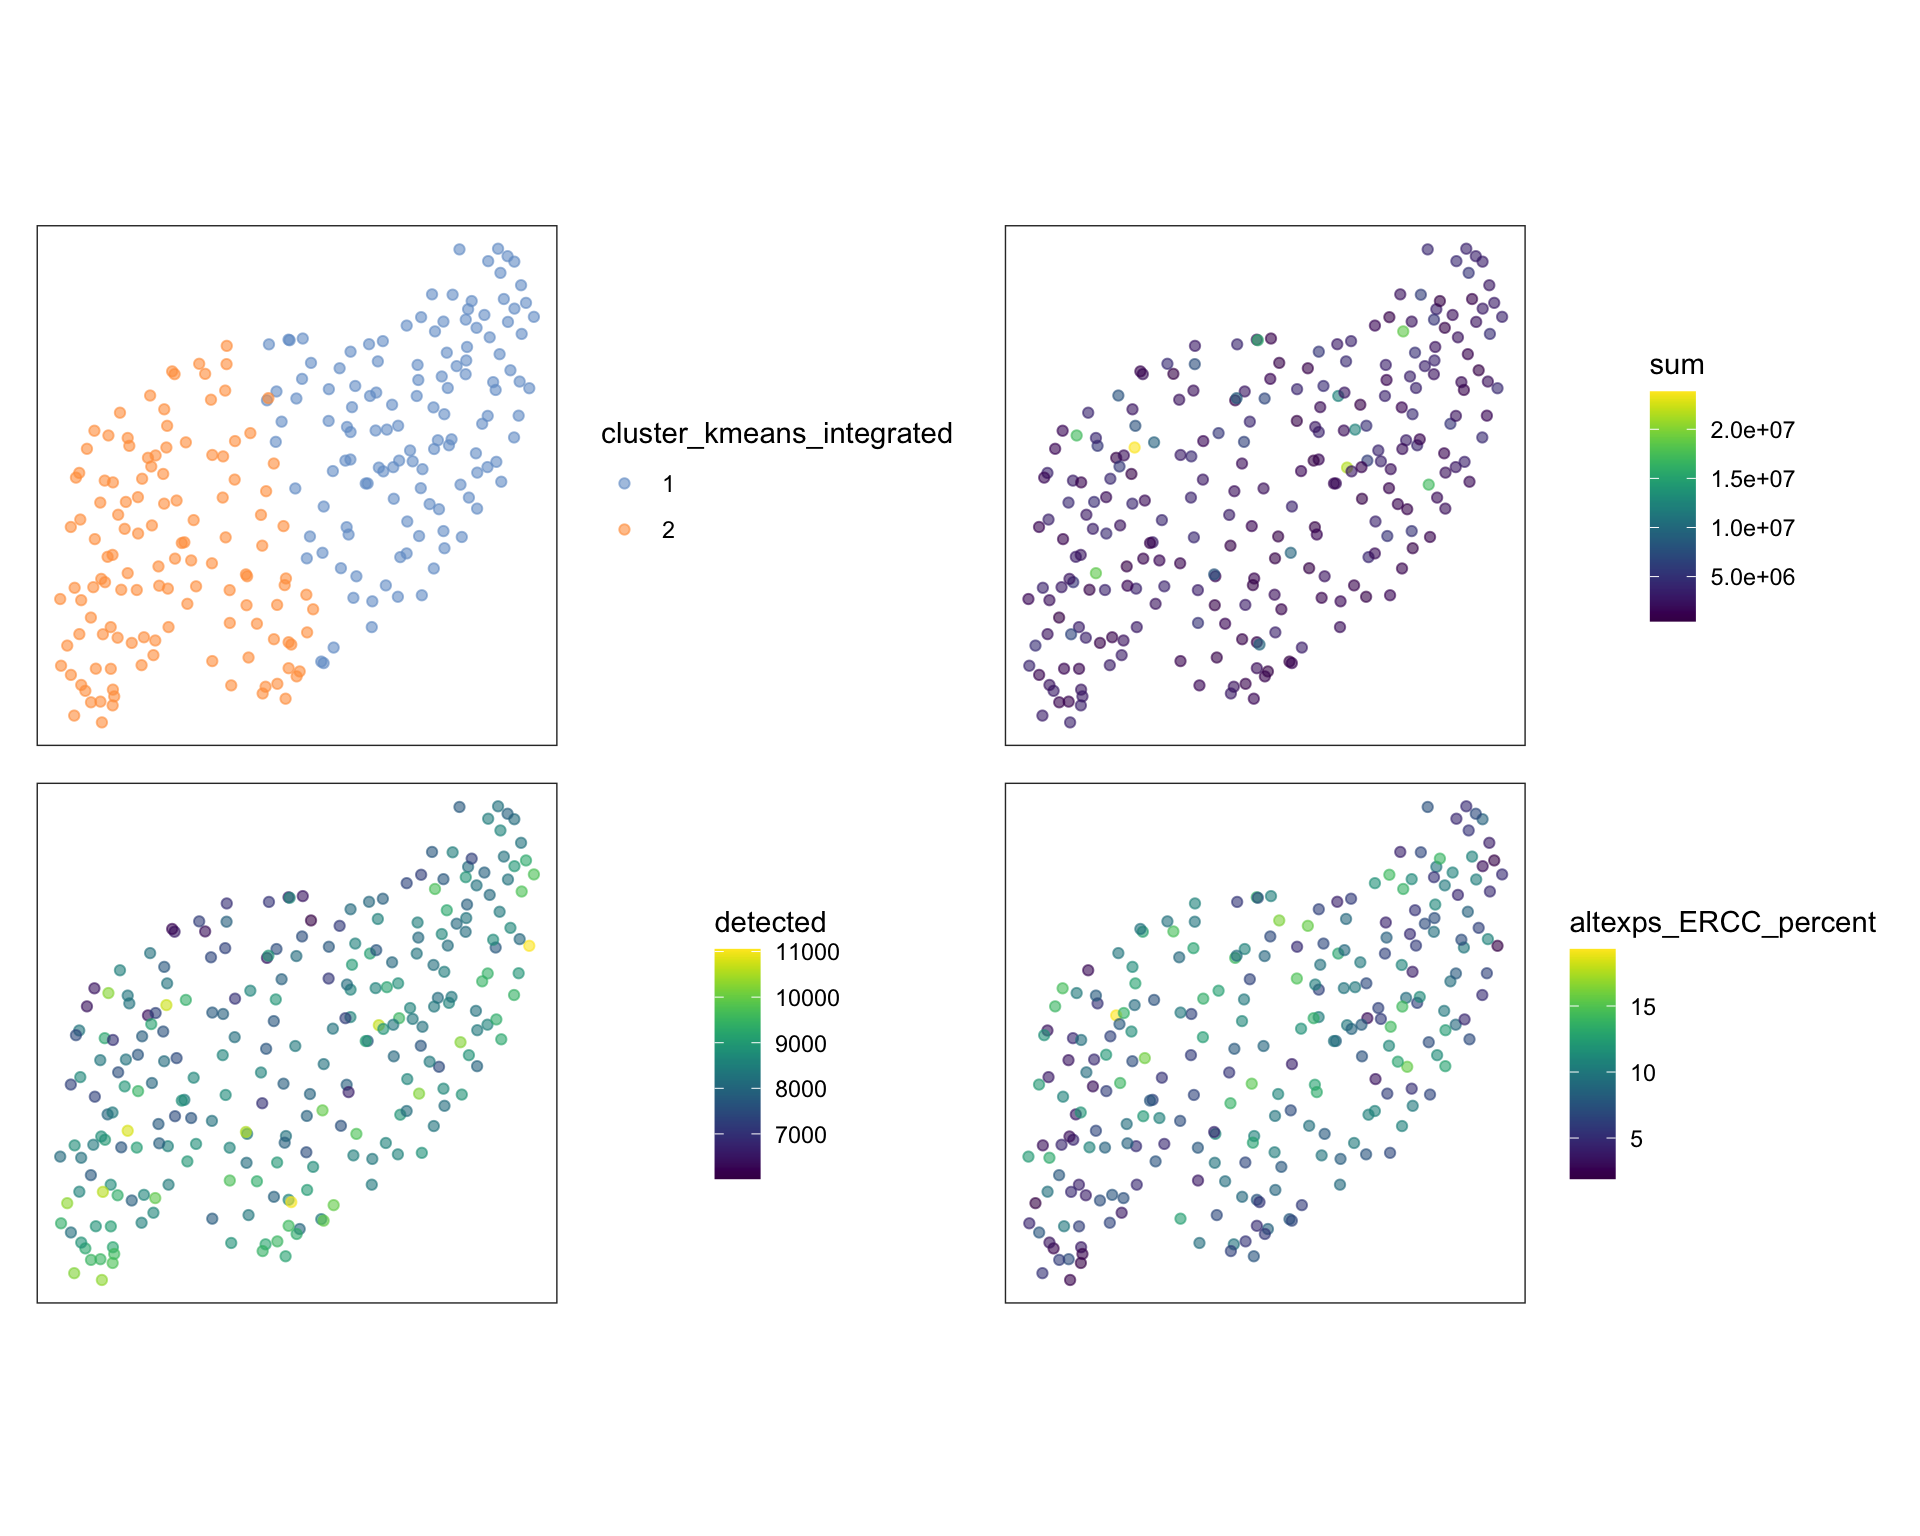 cluster_kmeans_integrated
1
2
sum
2.0e+07
1.5e+07
1.0e+07
5.0e+06
detected
11000
10000
9000
8000
7000
altexps_ERCC_percent
15
10
5